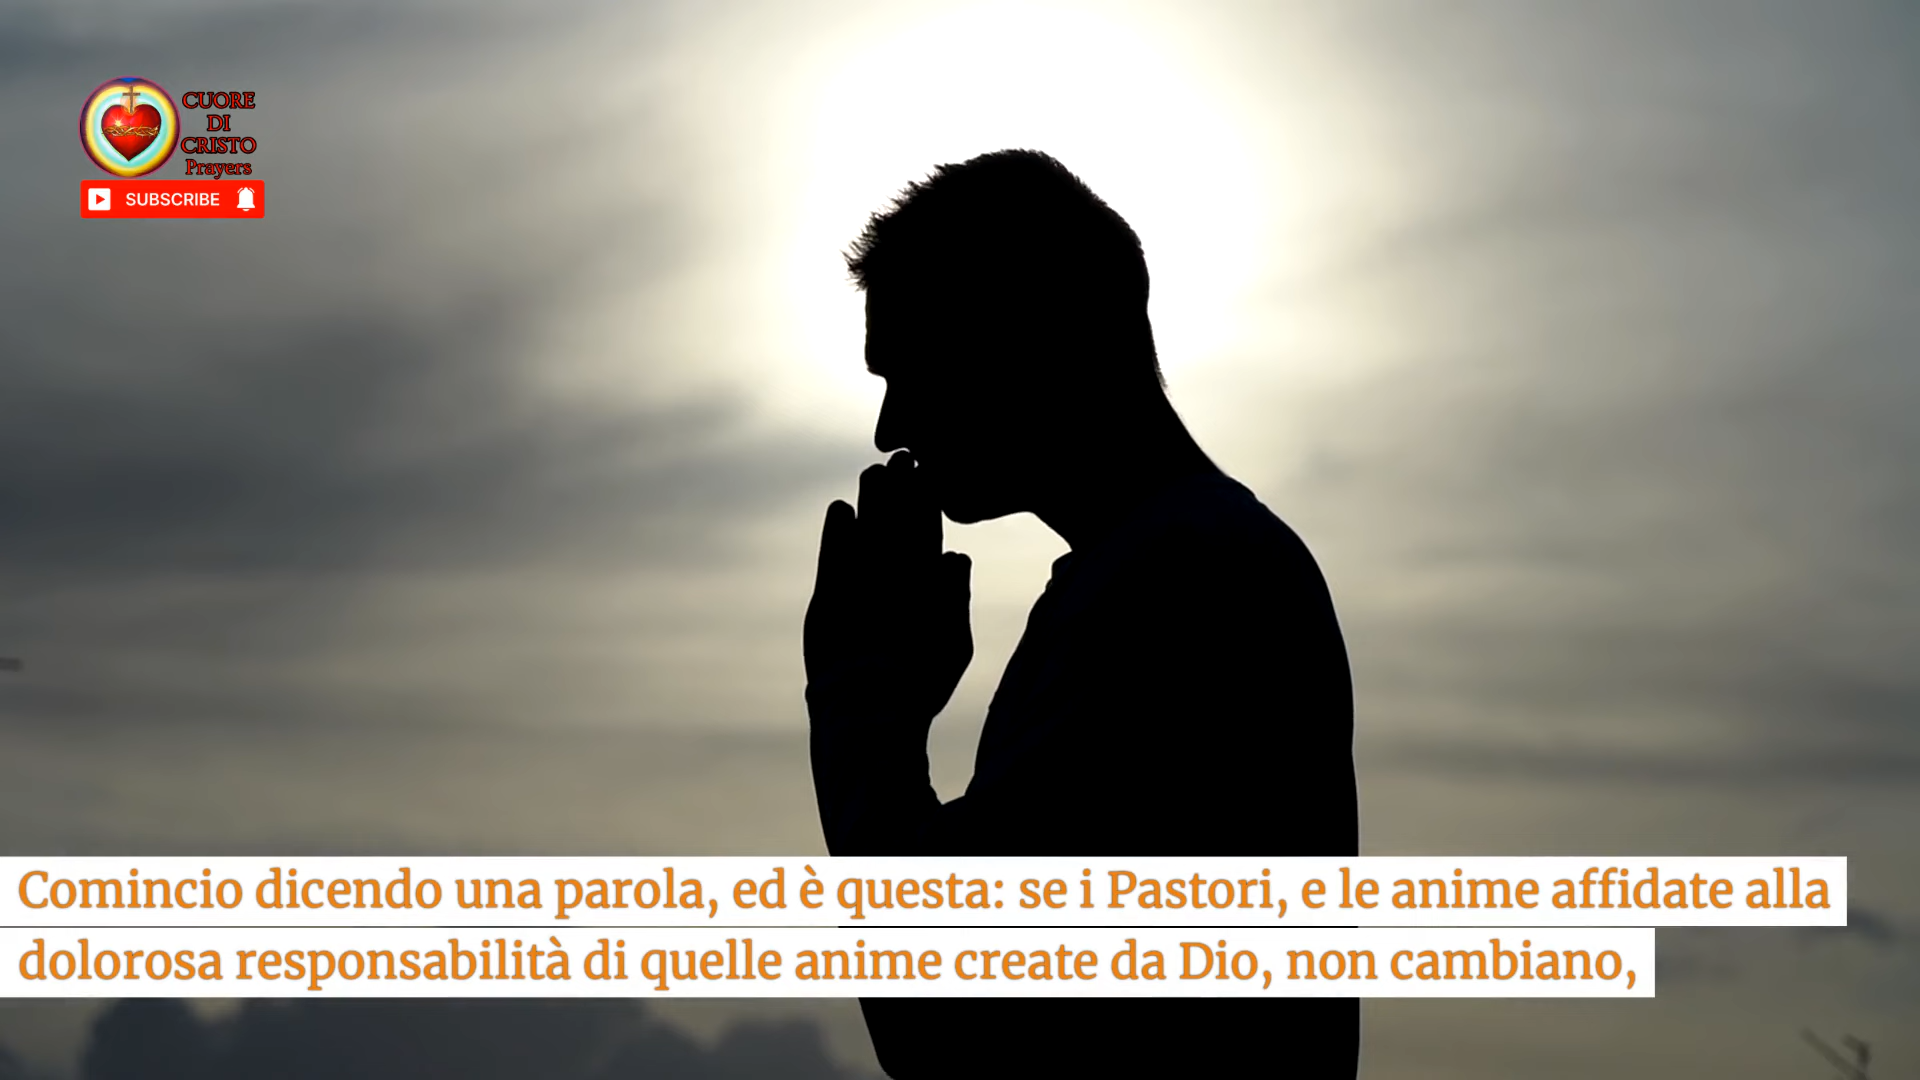 CUORE
DI
CRISTO
Prayers
SUBSCRIBE
Comincio dicendo una parola, ed è questa: se i Pastori, e le anime affidate alla
dolorosa responsabilità di quelle anime create da Dio, non cambiano,